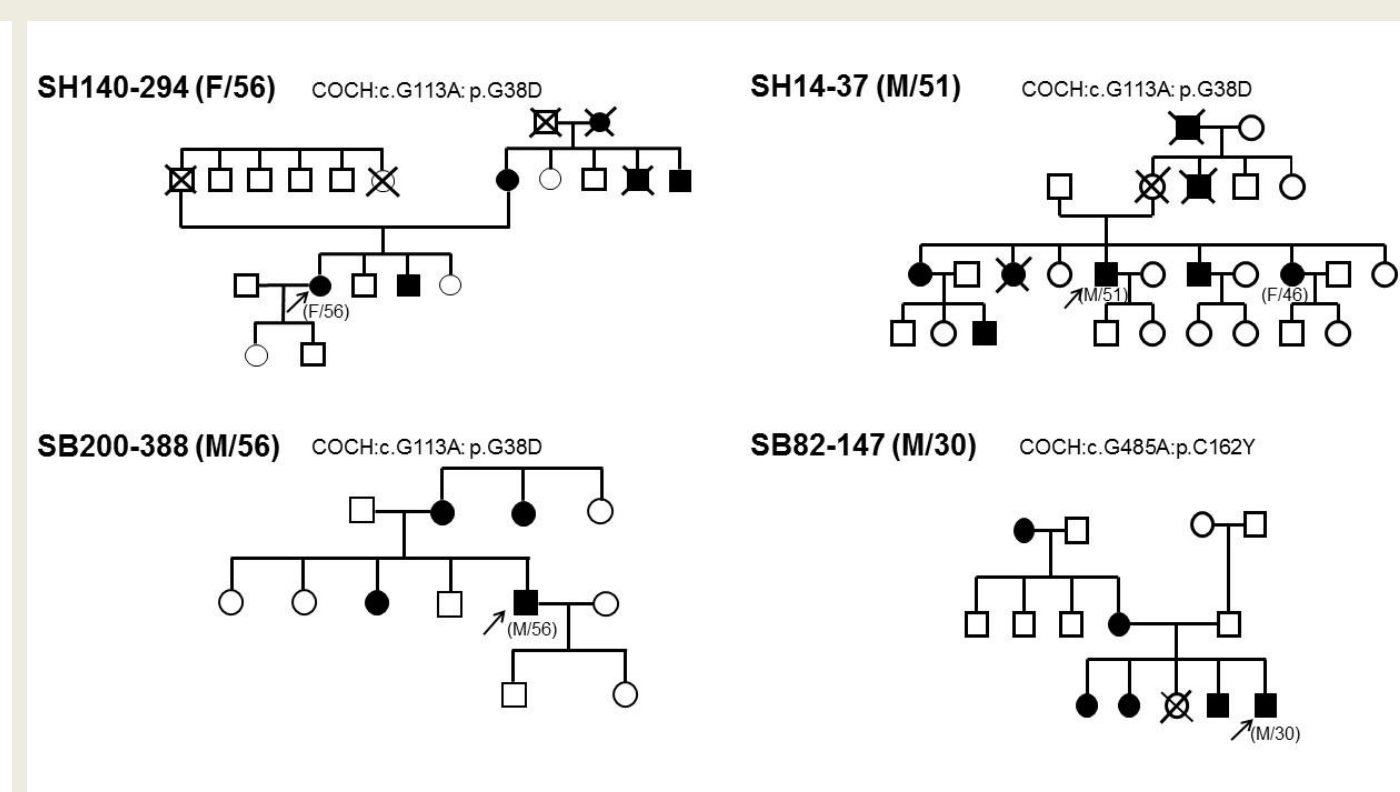 SH140-294 (F/56) COCH:c.G113A: p.G38D
(F/56)
SH14-37 (M/51) COCH:c.G113A: p.G38D
(M/51)
(F/46)
SB200-388 (M/56) COCH:c.G113A: p.G38D
(M/56)
SB82-147 (M/30) COCH:c.G485A:p.C162Y
(M/30)